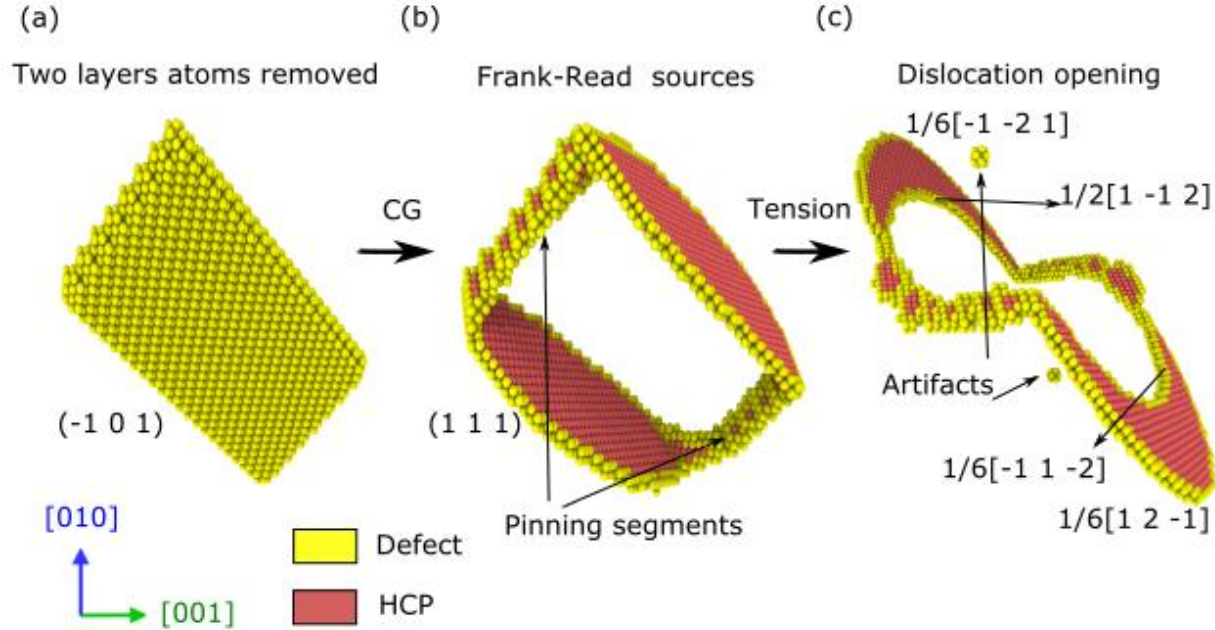 (a)
Two layers atoms removed
(-1 0 1)
CG
(b)
Frank-Read sources
(1 1 1)
Pinning segments
Tension
(c)
Dislocation opening
1/6[-1 -2 1]
1/2[1 -1 2]
Artifacts
1/6[-1 1 -2]
1/6[1 2 -1]
[010]
[001]
Defect
HCP